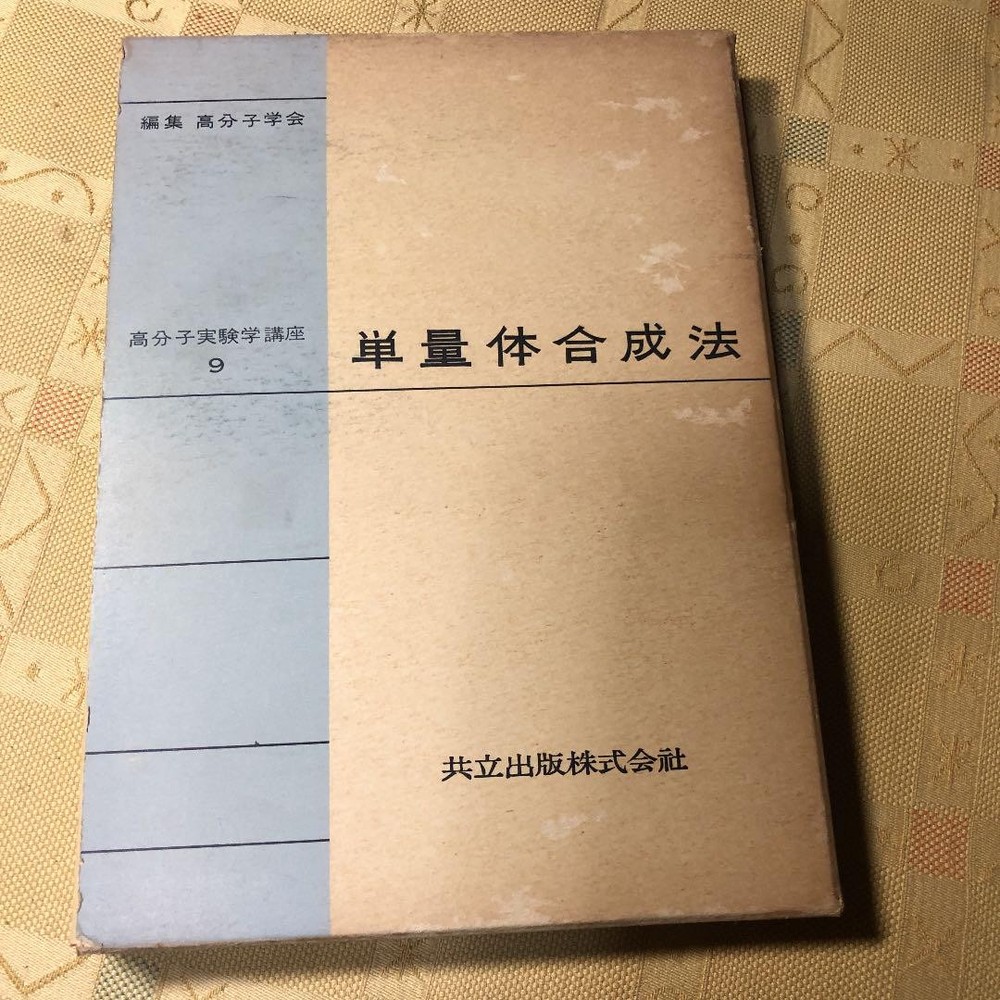 編集 高分子学会
高分子実験学講座
9
単量体合成法
共立出版株式会社